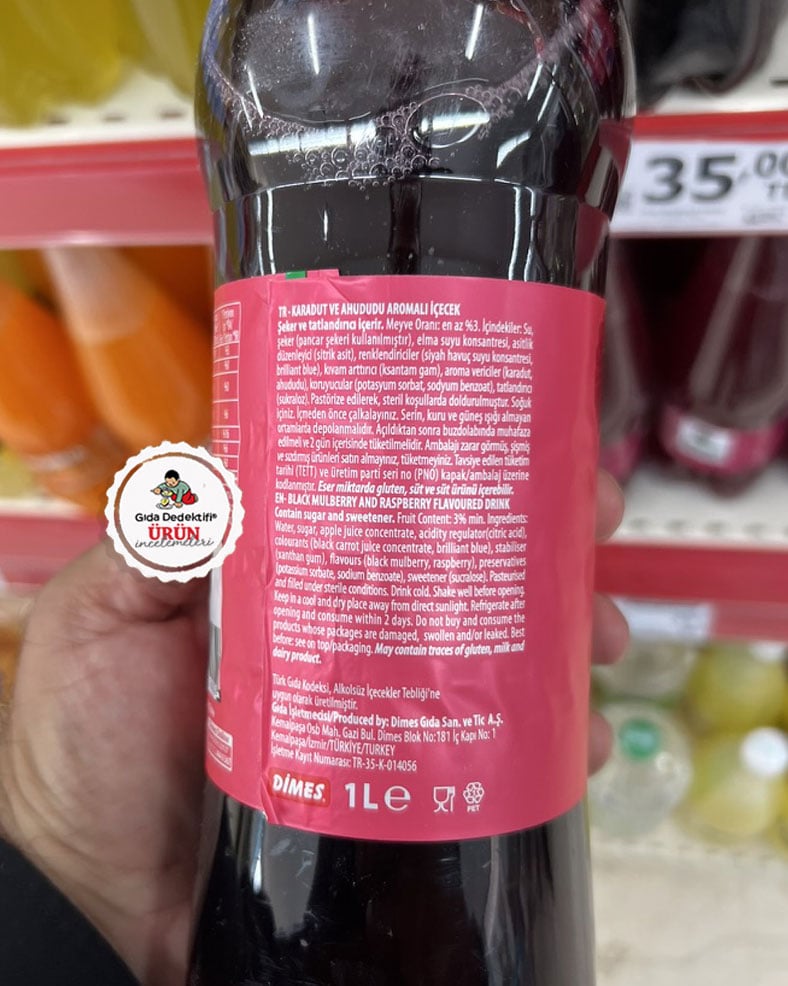 35,00
TR - KARADUT VE AHUDUDU AROMALI İÇECEK
Şeker ve tatlandırıcı içerir. Meyve Oranı: en az %3. İçindekiler: Su,
şeker (pancar şekeri kullanılmıştır), elma suyu konsantresi, asitlik
düzenleyici (sitrik asit), renklendiriciler (siyah havuç suyu konsantresi,
brilliant blue), kıvam arttırıcı (ksantam gam), aroma vericiler (karadut,
ahududu), koruyucular (potasyum sorbat, sodyum benzoat), tatlandırıcı
(sukraloz). Pastörize edilerek, steril koşullarda doldurulmuştur. Soğuk
içiniz. İçmeden önce çalkalayınız. Serin, kuru ve güneş ışığı almayan
ortamlarda depolanmalıdır. Açıldıktan sonra buzdolabında muhafaza
edilmeli ve 2 gün içerisinde tüketilmelidir. Ambalajı zarar görmüş, şişmiş
ve sızdırmış ürünleri satın almayınız, tüketmeyiniz. Tavsiye edilen tüketim
tarihi (TETT) ve üretim parti seri no (PNO) kapak/ambalaj üzerine
kodlanmıştır. Eser miktarda gluten, süt ve süt ürünü içerebilir.
EN- BLACK MULBERRY AND RASPBERRY FLAVOURED DRINK
Contain sugar and sweetener. Fruit Content: 3% min. Ingredients:
Water, sugar, apple juice concentrate, acidity regulator(citric acid),
colourants (black carrot juice concentrate, brilliant blue), stabiliser
(xanthan gum), flavours (black mulberry, raspberry), preservatives
(potassium sorbate, sodium benzoate), sweetener (sucralose). Pasteurised
and filled under sterile conditions. Drink cold. Shake well before opening.
Keep in a cool and dry place away from direct sunlight. Refrigerate after
opening and consume within 2 days. Do not buy and consume the
products whose packages are damaged, swollen and/or leaked. Best
before: see on top/packaging. May contain traces of gluten, milk and
dairy product.
Türk Gıda Kodeksi, Alkolsüz İçecekler Tebliği'ne
uygun olarak üretilmiştir.
Gıda İşletmecisi/Produced by: Dimes Gıda San. ve Tic A.Ş.
Kemalpaşa Osb Mah. Gazi Bul. Dimes Blok No:181 İç Kapı No: 1
Kemalpaşa/İzmir/TÜRKİYE/TURKEY
İşletme Kayıt Numarası: TR-35-K-014056
DİMES. 1L e
PET
Gıda Dedektifi®
ÜRÜN
incelemeleri